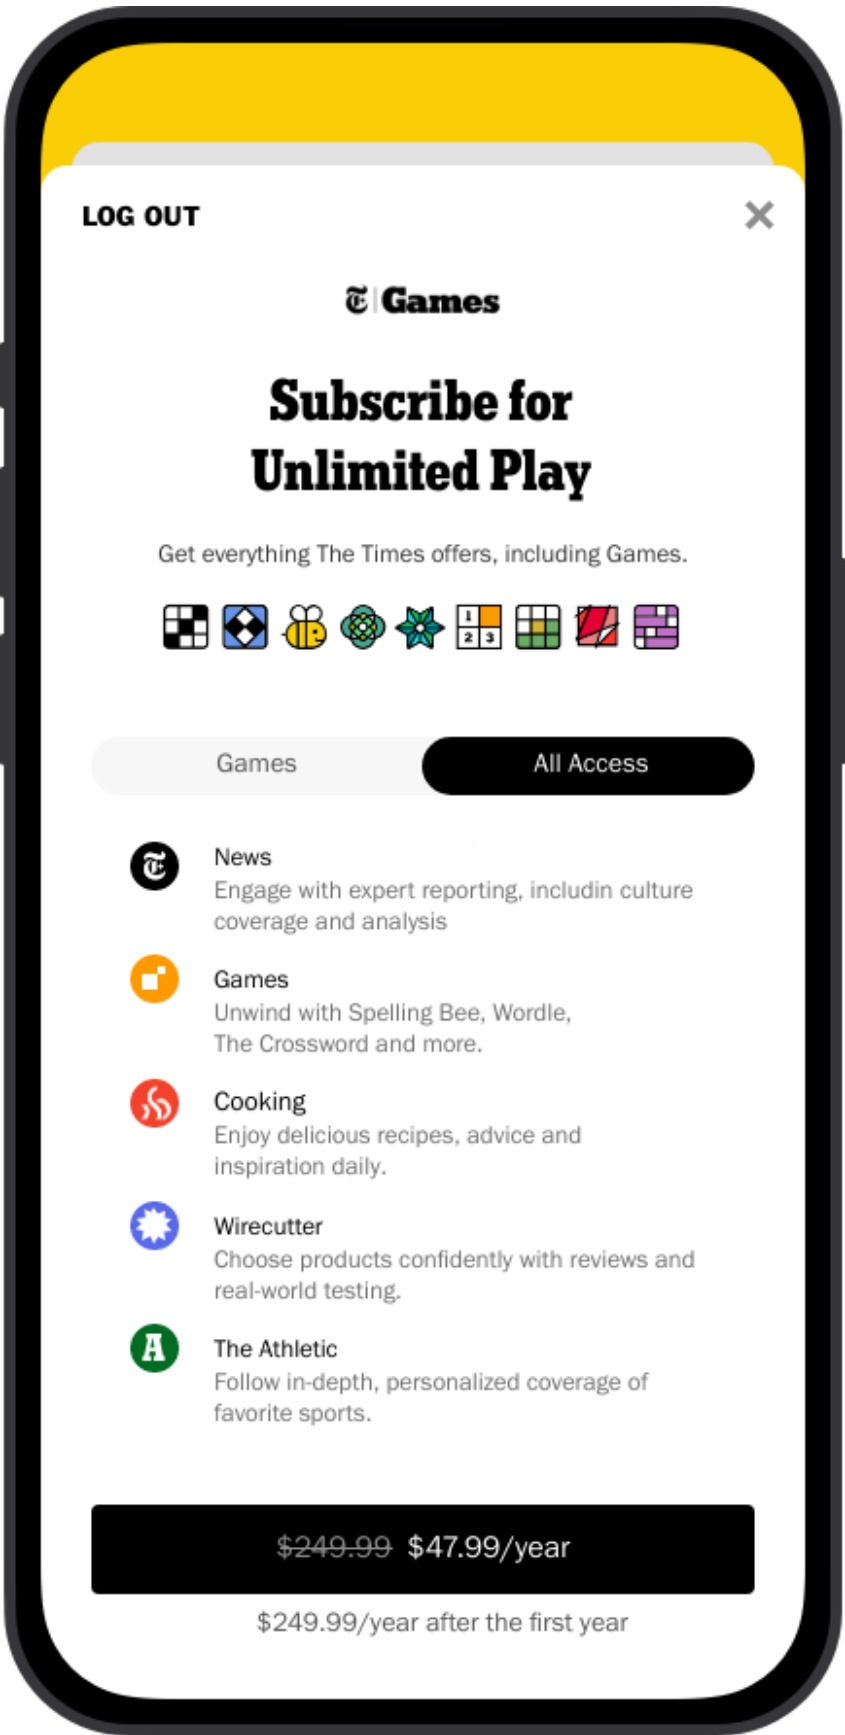 LOG OUT
T Games
Subscribe for
Unlimited Play
Get everything The Times offers, including Games.
1
2 3
Games All Access
T
News
Engage with expert reporting, includin culture
coverage and analysis
Games
Unwind with Spelling Bee, Wordle,
The Crossword and more.
Cooking
Enjoy delicious recipes, advice and
inspiration daily.
Wirecutter
Choose products confidently with reviews and
real-world testing.
A
The Athletic
Follow in-depth, personalized coverage of
favorite sports.
$249.99 $47.99/year
$249.99/year after the first year